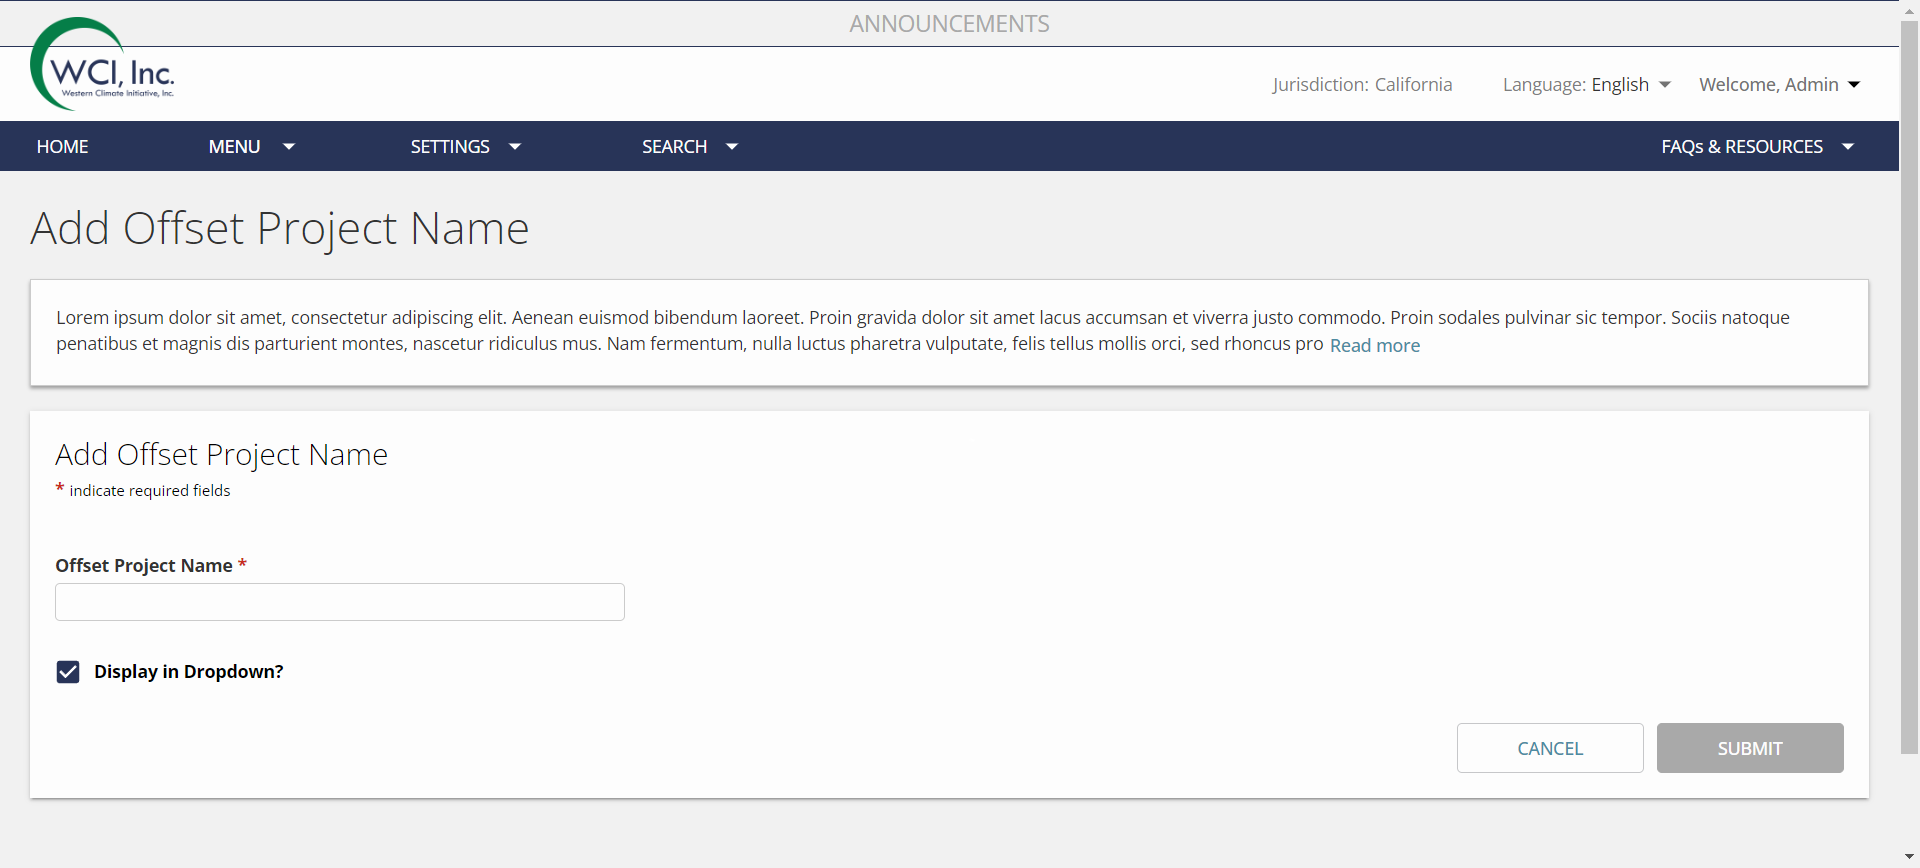 ANNOUNCEMENTS
WCI, Inc.
Western Climate Initiative, Inc.
Jurisdiction: California
Language: English
Welcome, Admin
HOME
MENU
SETTINGS
SEARCH
FAQs & RESOURCES
Add Offset Project Name
Lorem ipsum dolor sit amet, consectetur adipiscing elit. Aenean euismod bibendum laoreet. Proin gravida dolor sit amet lacus accumsan et viverra justo commodo. Proin sodales pulvinar sic tempor. Sociis natoque
penatibus et magnis dis parturient montes, nascetur ridiculus mus. Nam fermentum, nulla luctus pharetra vulputate, felis tellus mollis orci, sed rhoncus pro Read more
Add Offset Project Name
* indicate required fields
Offset Project Name *
Display in Dropdown?
CANCEL
SUBMIT